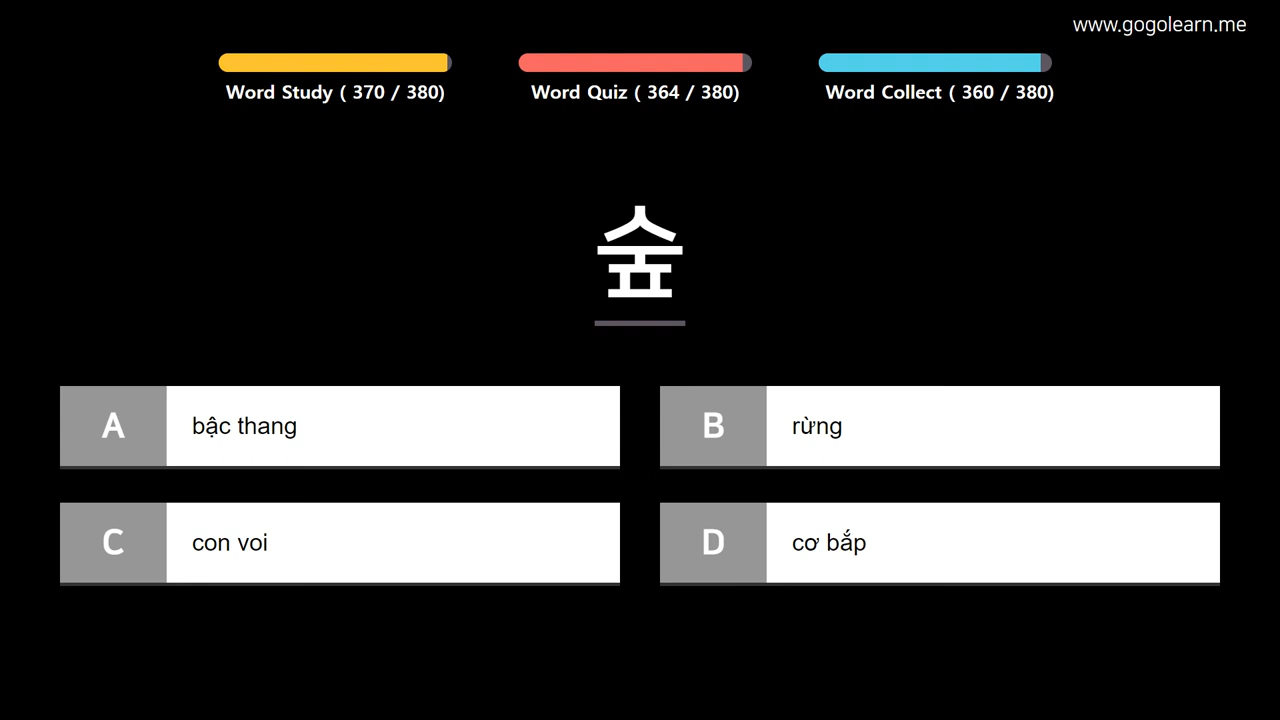 www.gogolearn.me
Word Study ( 370 / 380)
Word Quiz ( 364 / 380)
Word Collect ( 360 / 380)
숲
A bậc thang
B rừng
C con voi
D cơ bắp